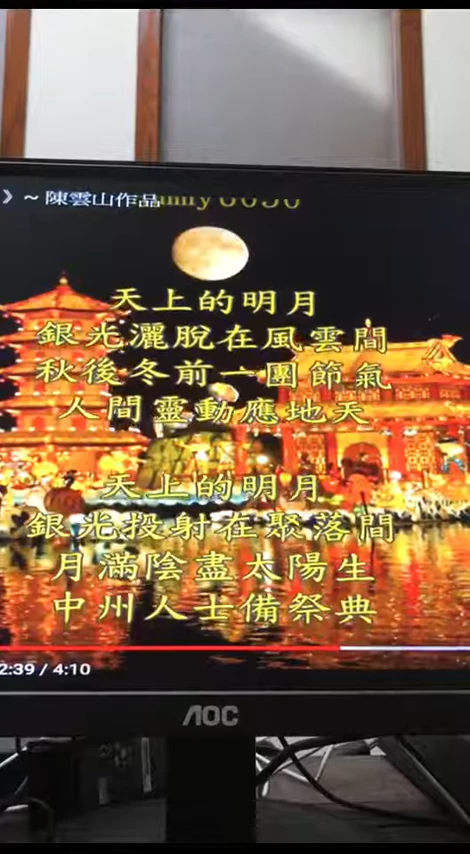 》~ 陳雲山作品
天上的明月
銀光灑脫在風雲間
秋後冬前一團節氣
人間靈動應地天
天上的明月
銀光投射在聚落間
月滿陰盡太陽生
中州人士備祭典
2:39 / 4:10
AOC